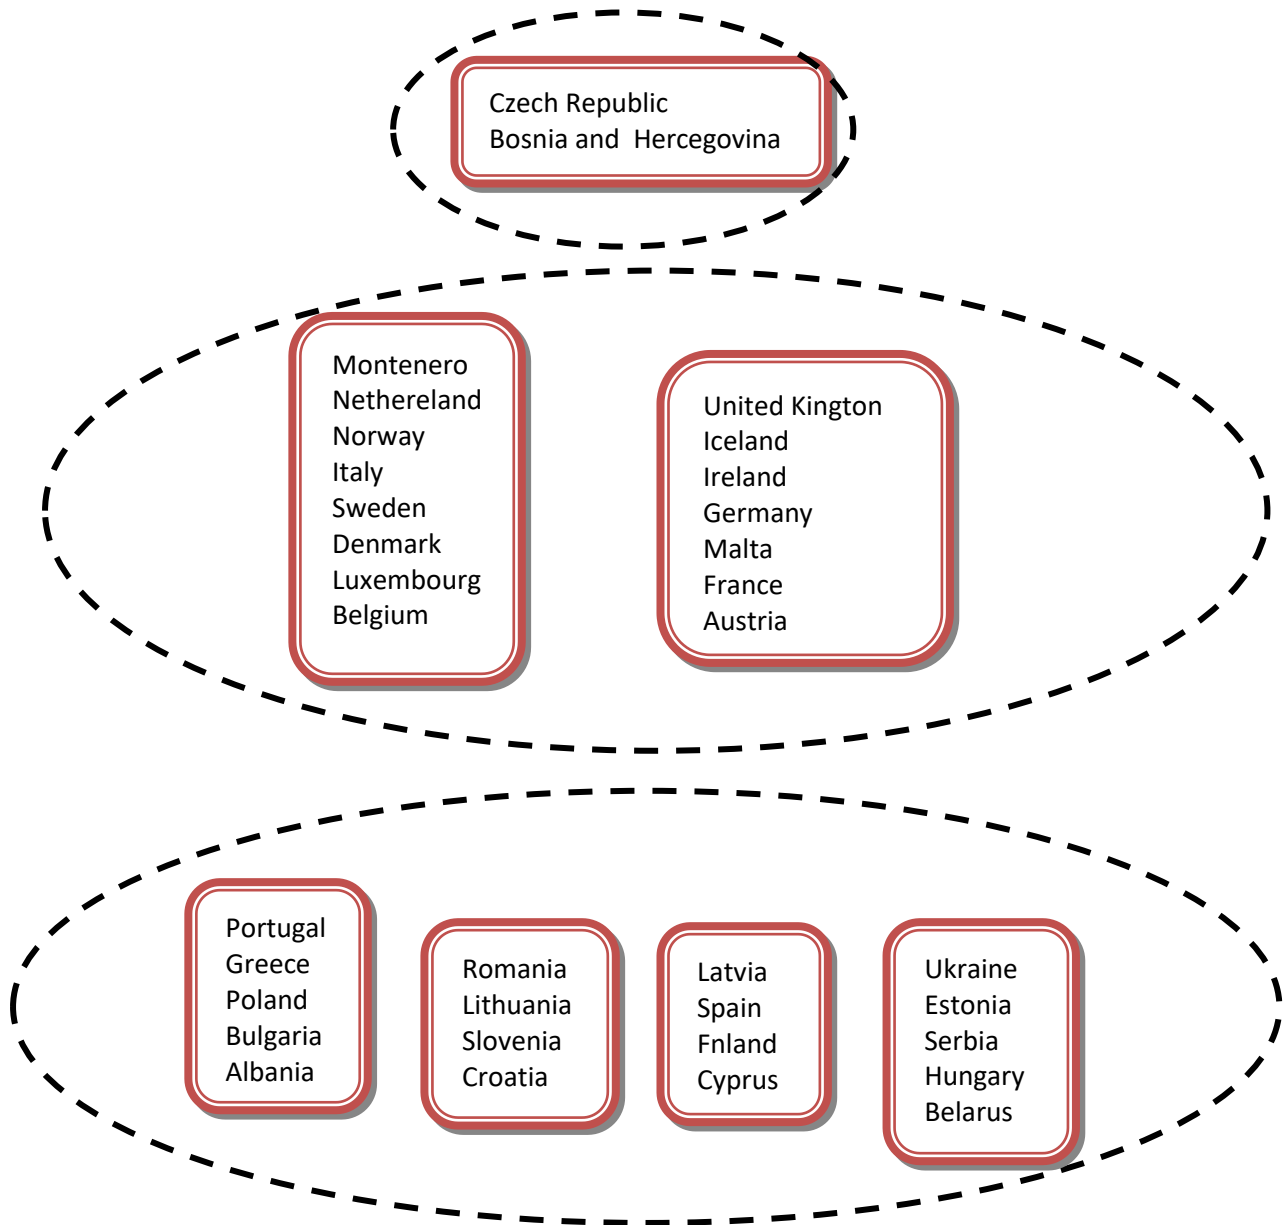 Czech Republic
Bosnia and  Hercegovina
Montenero
Nethereland
Norway
Italy
Sweden
Denmark
Luxembourg
Belgium
United Kington
Iceland
Ireland
Germany
Malta
France
Austria
Portugal
Greece
Poland
Bulgaria
Albania
Romania
Lithuania
Slovenia
Croatia
Latvia
Spain
Fnland
Cyprus
Ukraine
Estonia
Serbia
Hungary
Belarus